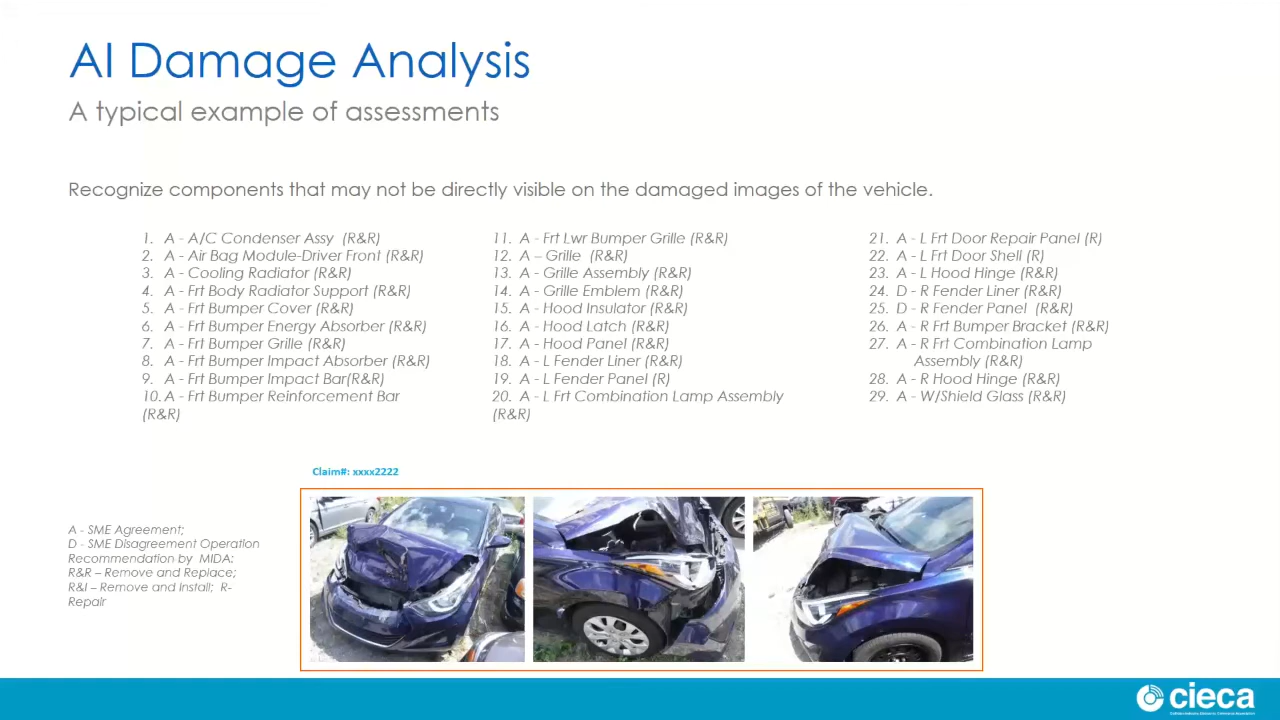 AI Damage Analysis
A typical example of assessments
Recognize components that may not be directly visible on the damaged images of the vehicle.
1. A - A/C Condenser Assy (R&R)
2. A - Air Bag Module-Driver Front (R&R)
3. A - Cooling Radiator (R&R)
4. A - Frt Body Radiator Support (R&R)
5. A - Frt Bumper Cover (R&R)
6. A - Frt Bumper Energy Absorber (R&R)
7. A - Frt Bumper Grille (R&R)
8. A - Frt Bumper Impact Absorber (R&R)
9. A - Frt Bumper Impact Bar(R&R)
10. A - Frt Bumper Reinforcement Bar
(R&R)
11. A - Frt Lwr Bumper Grille (R&R)
12. A – Grille (R&R)
13. A - Grille Assembly (R&R)
14. A - Grille Emblem (R&R)
15. A - Hood Insulator (R&R)
16. A - Hood Latch (R&R)
17. A - Hood Panel (R&R)
18. A - L Fender Liner (R&R)
19. A - L Fender Panel (R)
20. A - L Frt Combination Lamp Assembly
(R&R)
21. A - L Frt Door Repair Panel (R)
22. A - L Frt Door Shell (R)
23. A - L Hood Hinge (R&R)
24. D - R Fender Liner (R&R)
25. D - R Fender Panel (R&R)
26. A - R Frt Bumper Bracket (R&R)
27. A - R Frt Combination Lamp
Assembly (R&R)
28. A - R Hood Hinge (R&R)
29. A - W/Shield Glass (R&R)
Claim#: xxxx2222
A - SME Agreement;
D - SME Disagreement Operation
Recommendation by MIDA:
R&R – Remove and Replace;
R&I – Remove and Install; R-
Repair
cieca